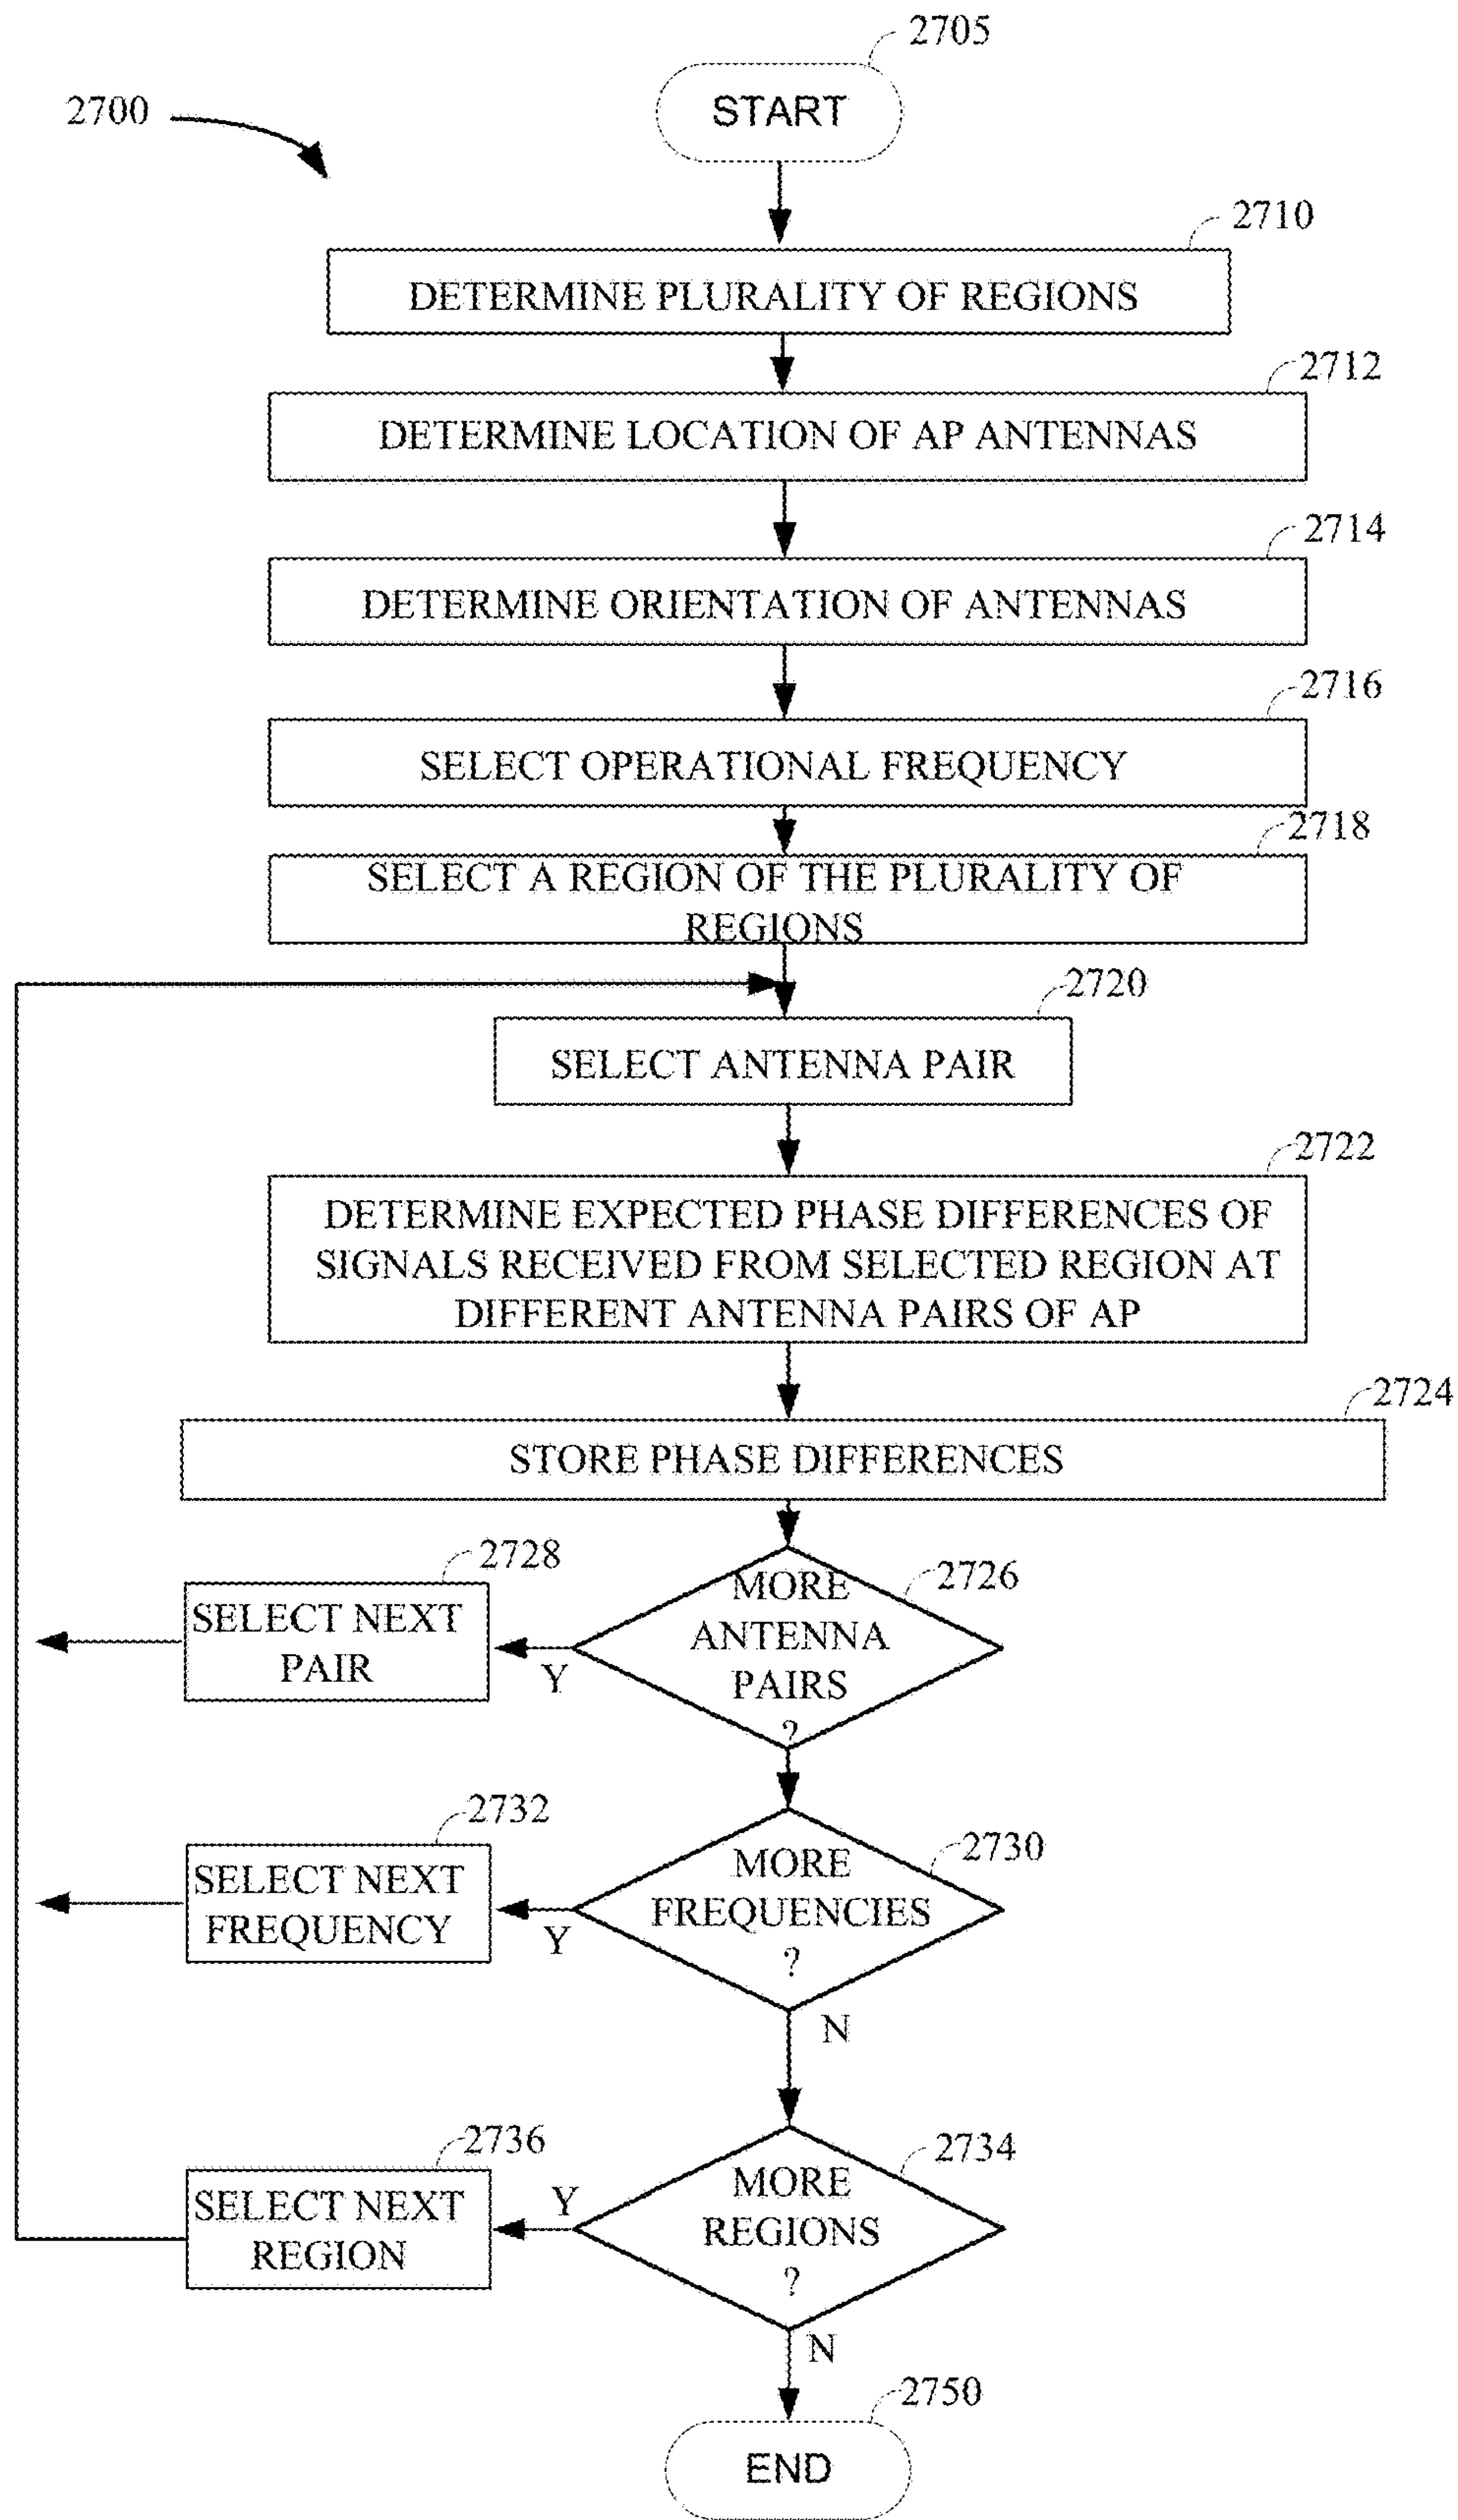 2705
START
2700
2710
DETERMINE PLURALITY OF REGIONS
2712
DETERMINE LOCATION OF AP ANTENNAS
2714
DETERMINE ORIENTATION OF ANTENNAS
2716
SELECT OPERATIONAL FREQUENCY
2718
SELECT A REGION OF THE PLURALITY OF
REGIONS
2720
SELECT ANTENNA PAIR
2722
DETERMINE EXPECTED PHASE DIFFERENCES OF
SIGNALS RECEIVED FROM SELECTED REGION AT
DIFFERENT ANTENNA PAIRS OF AP
2724
STORE PHASE DIFFERENCES
2728
SELECT NEXT
PAIR
Y
2726
MORE
ANTENNA
PAIRS
?
2732
SELECT NEXT
FREQUENCY
Y
2730
MORE
FREQUENCIES
?
N
2736
SELECT NEXT
REGION
Y
2734
MORE
REGIONS
?
N
2750
END